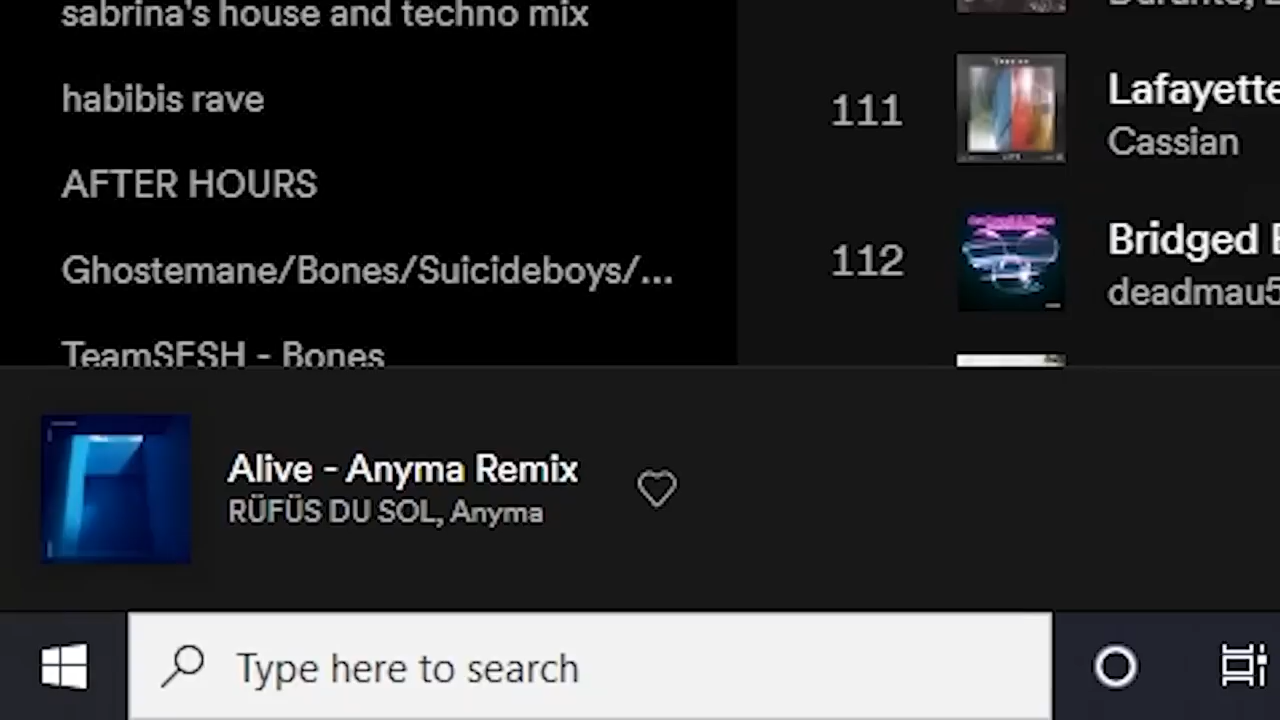 sabrina's house and techno mix
habibis rave
AFTER HOURS
Ghostemane/Bones/Suicideboys/...
TeamSESH - Bones
111
Lafayette
Cassian
112
Bridged
deadmau5
Alive - Anyma Remix
RÜFÜS DU SOL, Anyma
Type here to search